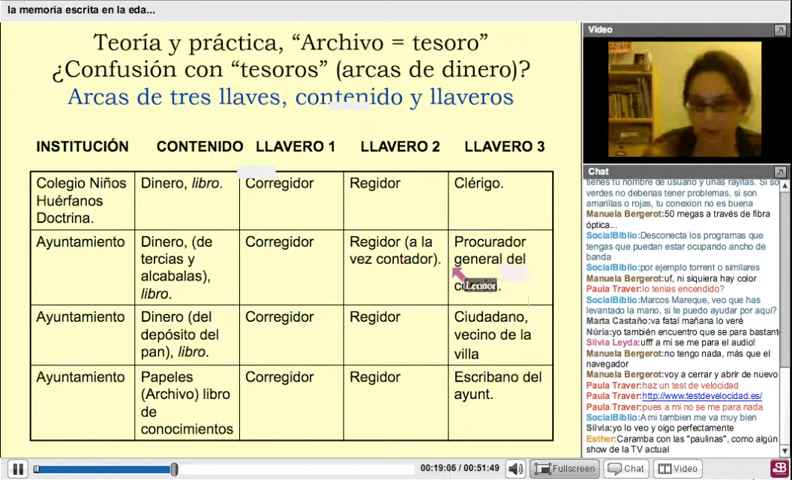 la memoria escrita en la eda...
Teoría y práctica, “Archivo = tesoro”
¿Confusión con “tesoros” (arcas de dinero)?
Arcas de tres llaves, contenido y llaveros
INSTITUCIÓN CONTENIDO LLAVERO 1 LLAVERO 2 LLAVERO 3
Colegio Niños
Huérfanos
Doctrina.
Dinero, libro.
Corregidor
Regidor
Clérigo.
Ayuntamiento
Dinero, (de
tercias y
alcabalas),
libro.
Corregidor
Regidor (a la
vez contador).
Procurador
general del
Leonor
Ayuntamiento
Dinero (del
depósito del
pan), libro.
Corregidor
Regidor
Ciudadano,
vecino de la
villa
Ayuntamiento
Papeles
(Archivo) libro
de
conocimientos
Corregidor
Regidor
Escribano del
ayunt.
Video
Chat
tienes tu nombre de usuario y unas rayitas. Si son
verdes no deberias tener problemas, si son
amarillas o rojas, tu conexion no es buena
Manuela Bergerot:50 megas a través de fibra
óptica...
SocialBiblio:Desconecta los programas que
tengas que puedan estar ocupando ancho de
banda
SocialBiblio:por ejemplo torrent o similares
Manuela Bergerot:uf, ni siquiera hay color
Paula Traver:lo tenias encendido?
SocialBiblio:Marcos Mareque, veo que has
levantado la mano, si te puedo ayudar por aquí?
Marta Castaño:va fatal mañana lo veré
Núria:yo también encuentro que se para bastante
Silvia Leyda:ufff a mi se me para el audio!
Manuela Bergerot:no tengo nada, más que el
navegador
Manuela Bergerot:voy a cerrar y abrir de nuevo
Paula Traver:haz un test de velocidad
Paula Traver:http://www.testdevelocidad.es/
Paula Traver:pues a mi no se me para nada
SocialBiblio:A mi tambien me va muy bien
Silvia:yo lo veo y oigo perfectamente
Esther:Caramba con las "paulinas", como algún
show de la TV actual
00:19:05 / 00:51:49
Fullscreen
Chat
Video
SB